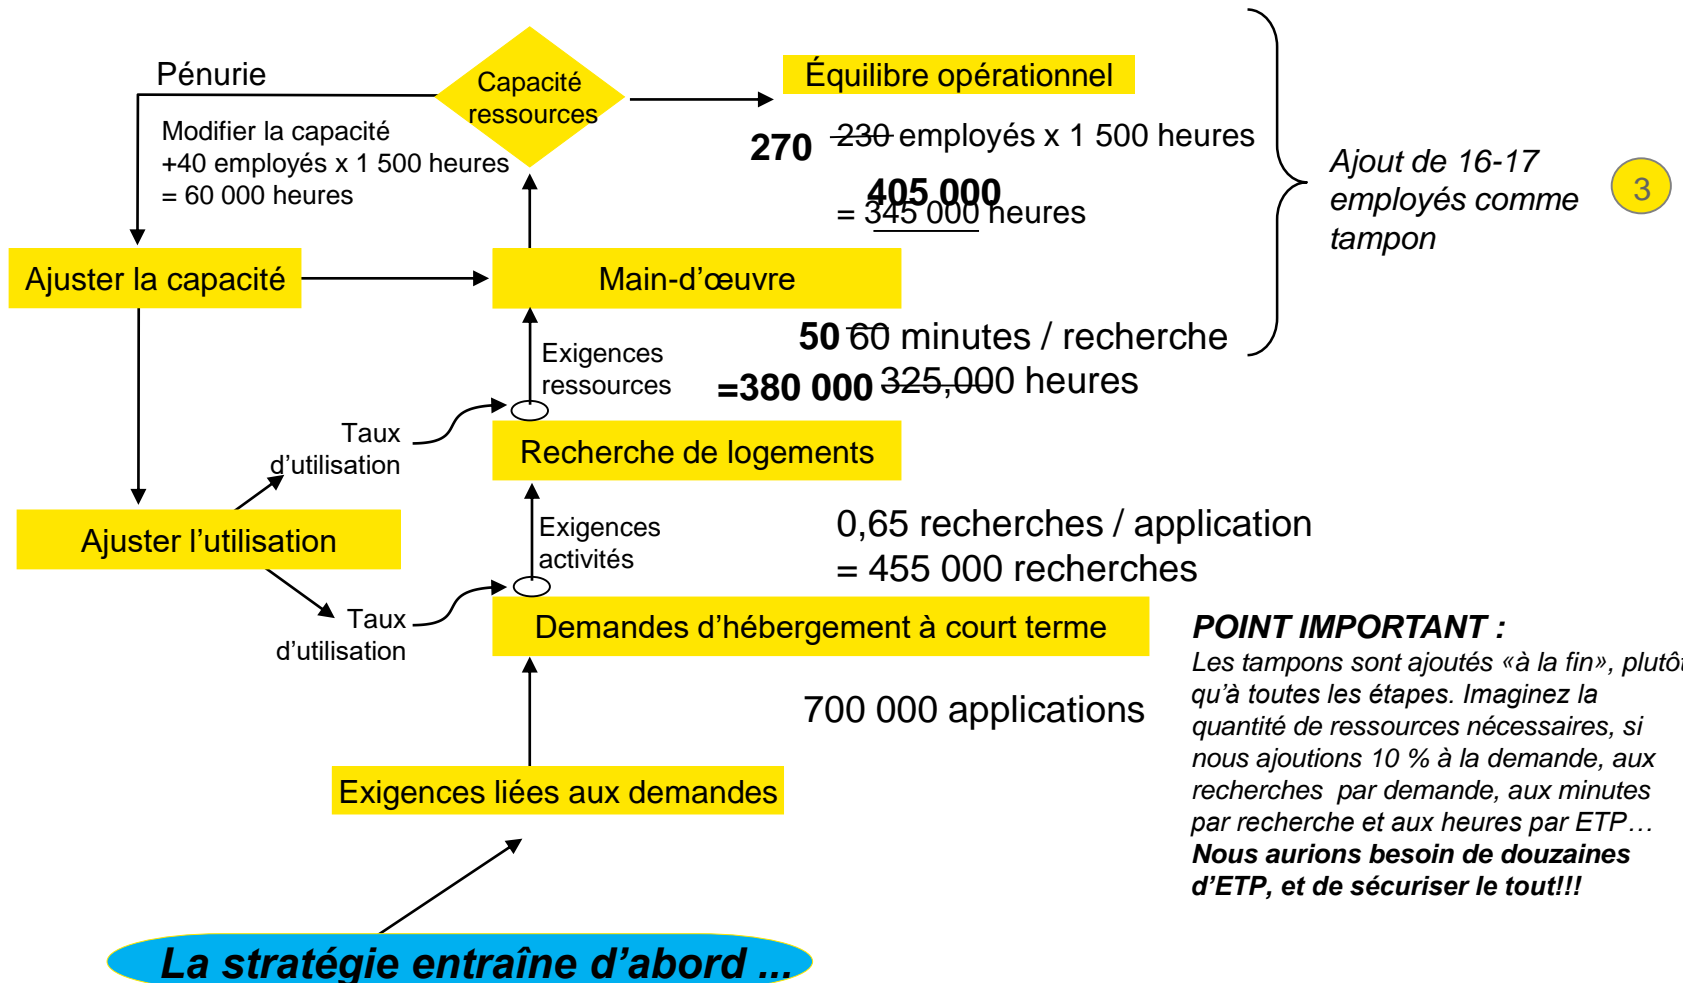 Pénurie
Capacité
ressources
Équilibre opérationnel
Modifier la capacité
+40 employés x 1 500 heures
= 60 000 heures
270 230 employés x 1 500 heures
405 000
= 345 000 heures
Ajout de 16-17
employés comme
tampon
3
Ajuster la capacité
Main-d’œuvre
50 60 minutes / recherche
=380 000 325,000 heures
Exigences
ressources
Taux
d’utilisation
Recherche de logements
Ajuster l’utilisation
Exigences
activités
0,65 recherches / application
= 455 000 recherches
Taux
d’utilisation
Demandes d’hébergement à court terme
700 000 applications
POINT IMPORTANT :
Les tampons sont ajoutés «à la fin», plutôt
qu’à toutes les étapes. Imaginez la
quantité de ressources nécessaires, si
nous ajoutions 10 % à la demande, aux
recherches par demande, aux minutes
par recherche et aux heures par ETP…
Nous aurions besoin de douzaines
d’ETP, et de sécuriser le tout!!!
Exigences liées aux demandes
La stratégie entraîne d’abord ...